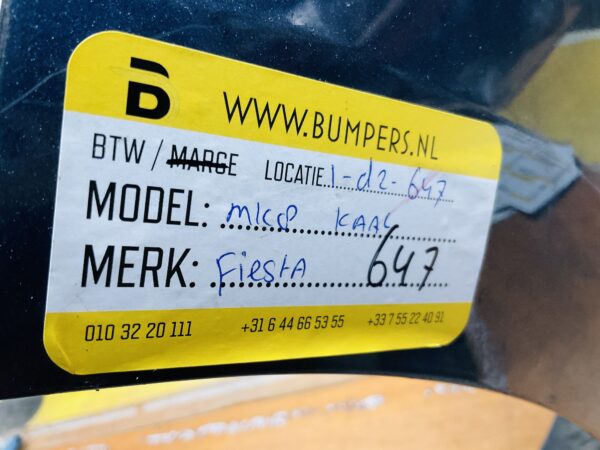 WWW.BUMPERS.NL
BTW / MARGE LOCATIE 1-d2-647
MODEL: MK8 KAAL
MERK: FiestA 647
010 32 20 111 +31 6 44 66 53 55 +33 7 55 22 40 91